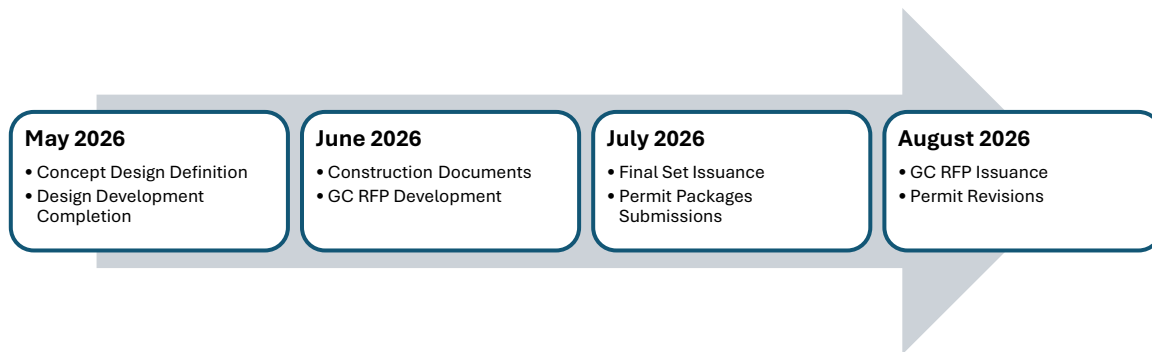 May 2026
• Concept Design Definition
• Design Development
Completion
June 2026
• Construction Documents
• GC RFP Development
July 2026
• Final Set Issuance
• Permit Packages
Submissions
August 2026
• GC RFP Issuance
• Permit Revisions